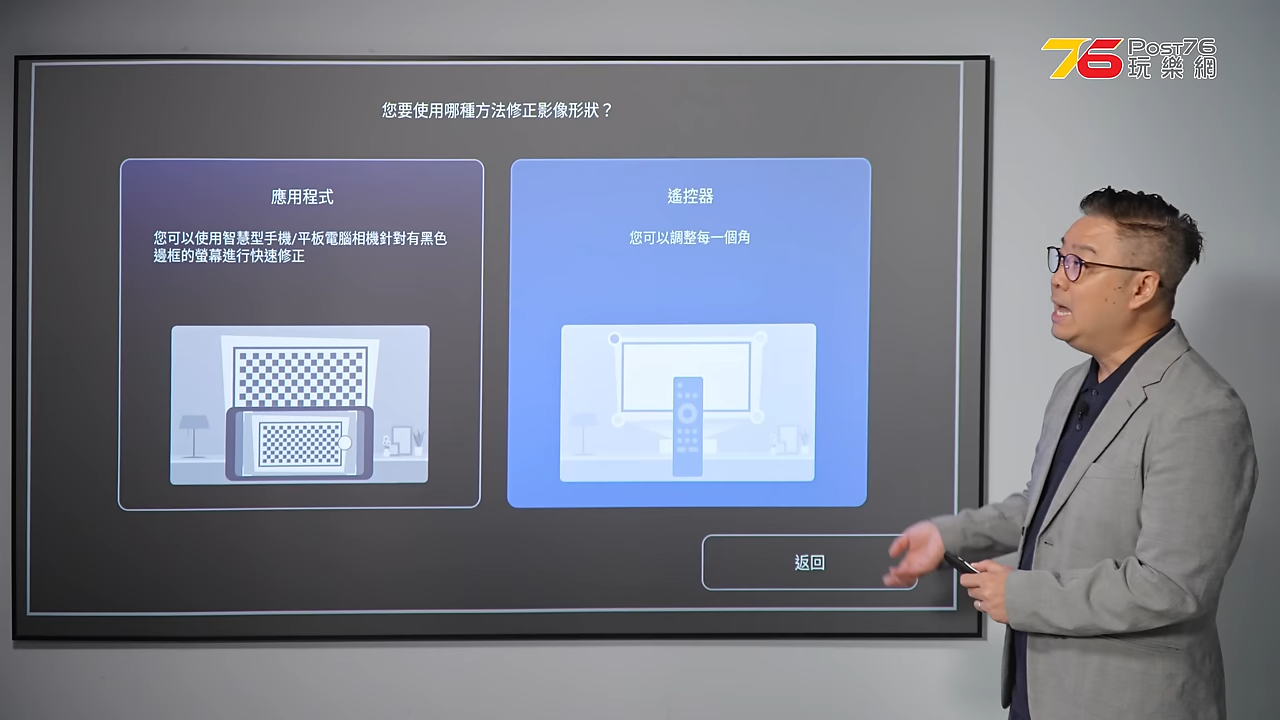 76 Post76
玩樂網
您要使用哪種方法修正影像形狀？
應用程式
您可以使用智慧型手機/平板電腦相機針對有黑色
邊框的螢幕進行快速修正
遙控器
您可以調整每一個角
返回